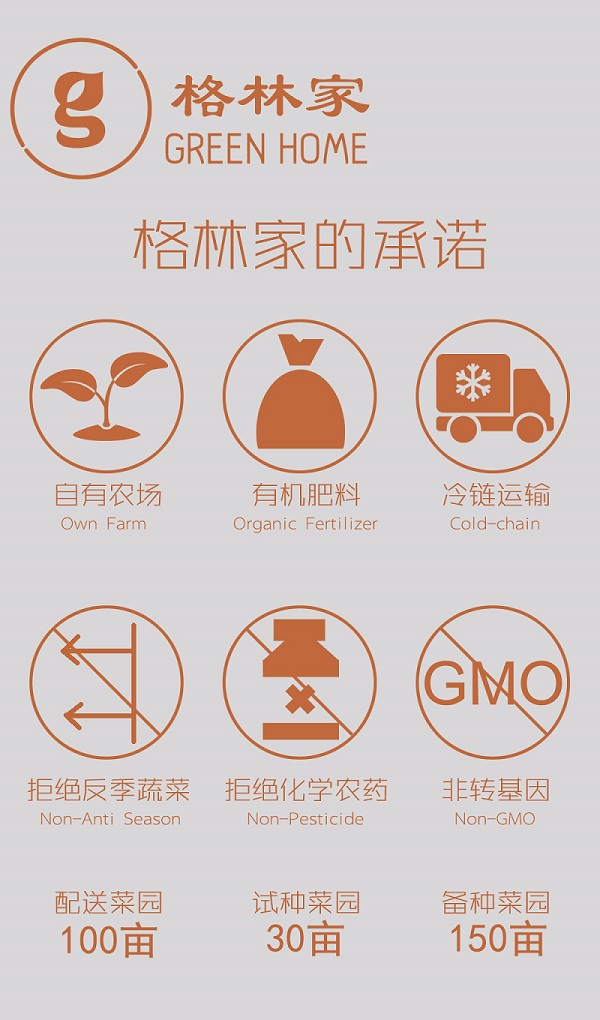 g
格林家
GREEN HOME
格林家的承诺
自有农场
Own Farm
有机肥料
Organic Fertilizer
冷链运输
Cold-chain
GMO
拒绝反季蔬菜
Non-Anti Season
拒绝化学农药
Non-Pesticide
非转基因
Non-GMO
配送菜园
100亩
试种菜园
30亩
备种菜园
150亩